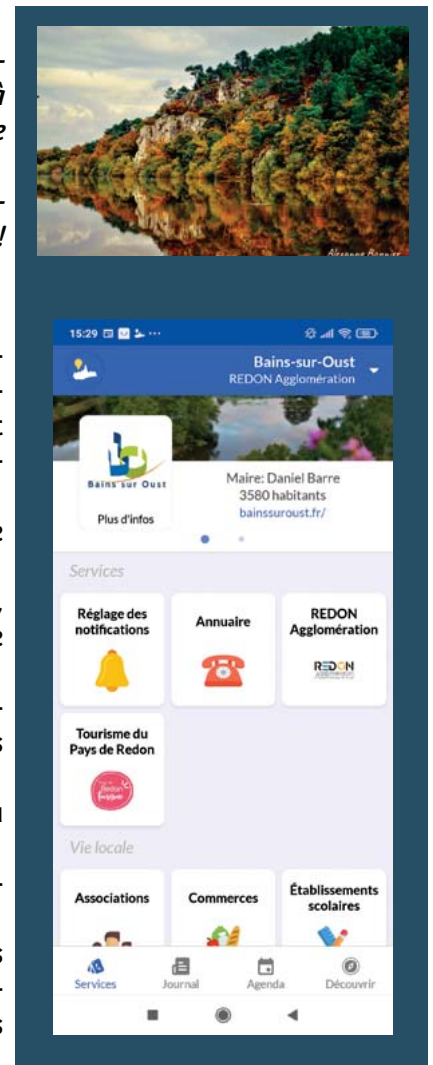 -
à
e
-
!
-
-
t
-
e
,
e
-
s
u
-
s
-
s
Alexanne Bannier
15:29
Bains-sur-Oust
REDON Agglomération
Bains sur Oust
Plus d'infos
Maire: Daniel Barre
3580 habitants
bainssuroust.fr/
Services
Réglage des notifications
Annuaire
REDON Agglomération
REDON
Tourisme du Pays de Redon
Redon
Vie locale
Associations
Commerces
Établissements scolaires
Services
Journal
Agenda
Découvrir